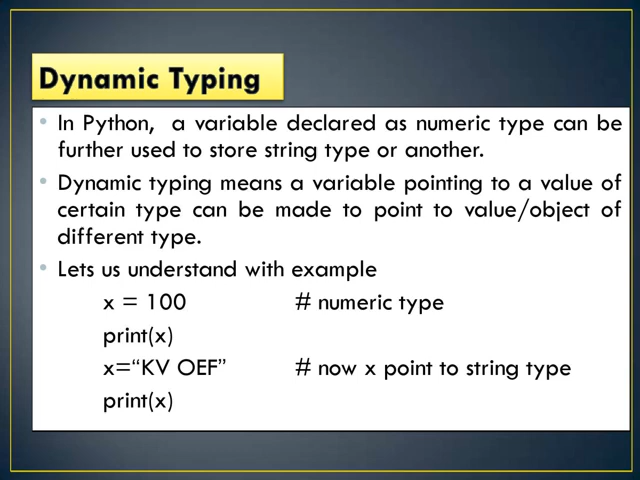 Dynamic Typing
• In Python, a variable declared as numeric type can be
further used to store string type or another.
• Dynamic typing means a variable pointing to a value of
certain type can be made to point to value/object of
different type.
• Lets us understand with example
x = 100 # numeric type
print(x)
x=“KV OEF” # now x point to string type
print(x)